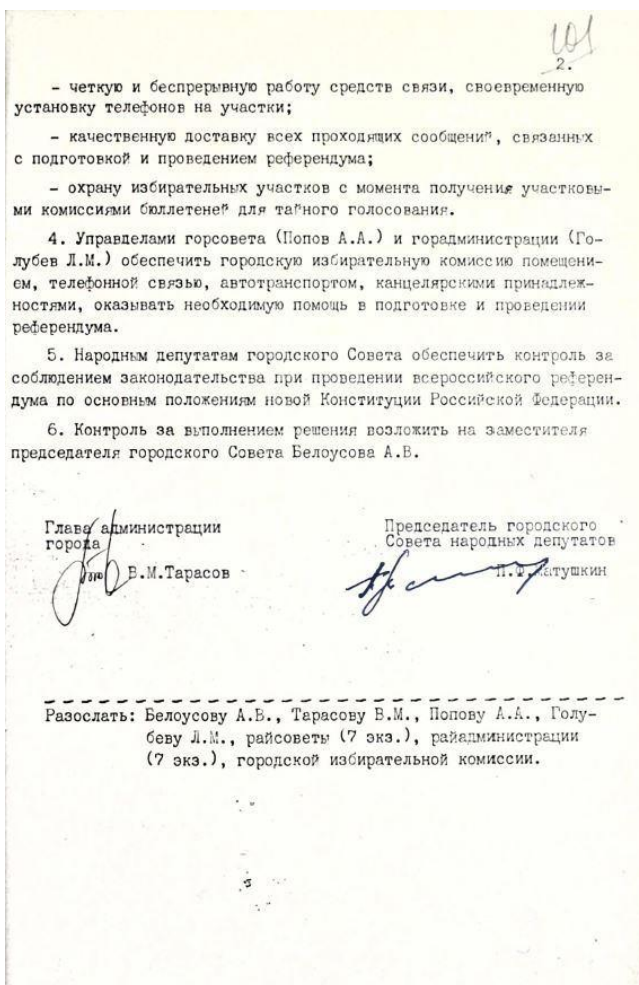 101
2.
- четкую и беспрерывную работу средств связи, своевременную
установку телефонов на участки;
- качественную доставку всех проходящих сообщений, связанных
с подготовкой и проведением референдума;
- охрану избирательных участков с момента получения участковы-
ми комиссиями бюллетеней для тайного голосования.
4. Управделами горсовета (Попов А.А.) и горадминистрации (Го-
лубев Л.М.) обеспечить городскую избирательную комиссию помещени-
ем, телефонной связью, автотранспортом, канцелярскими принадлеж-
ностями, оказывать необходимую помощь в подготовке и проведении
референдума.
5. Народным депутатам городского Совета обеспечить контроль за
соблюдением законодательства при проведении всероссийского референ-
дума по основным положениям новой Конституции Российской Федерации.
6. Контроль за выполнением решения возложить на заместителя
председателя городского Совета Белоусова А.В.
Глава администрации
города
В.М.Тарасов
Председатель городского
Совета народных депутатов
П.Ф. Катушкин
Разослать: Белоусову А.В., Тарасову В.М., Попову А.А., Голу-
беву Л.М., райсоветы (7 экз.), райадминистрации
(7 экз.), городской избирательной комиссии.